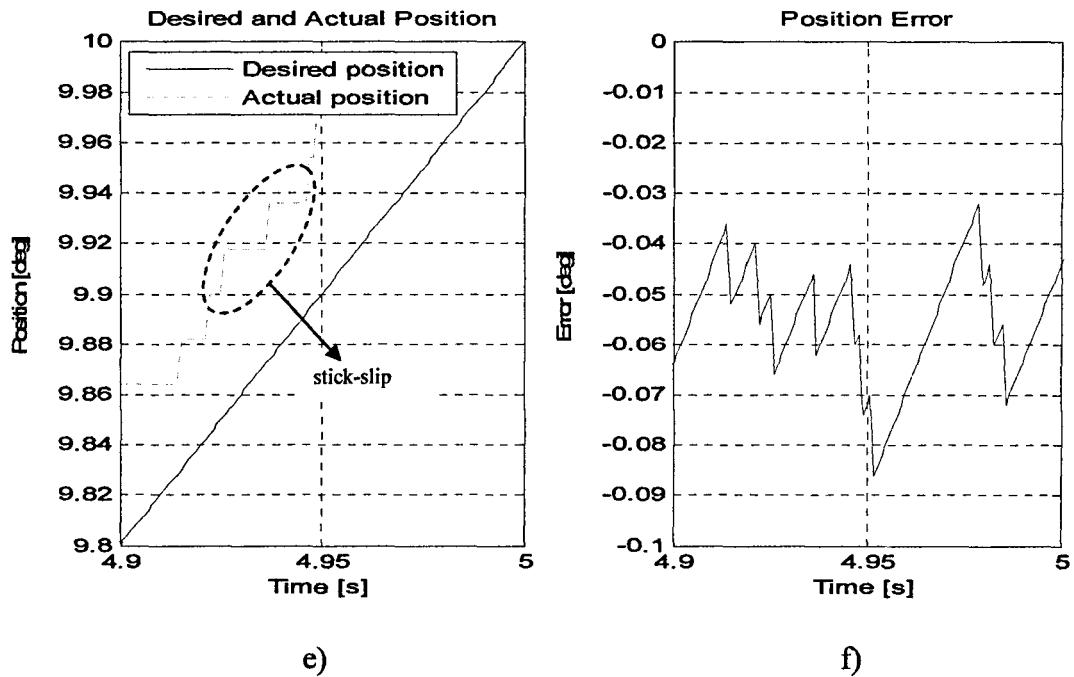 Desired and Actual Position
10
9.98
9.96
9.94
9.92
9.9
9.88
9.86
9.84
9.82
9.8
Position [deg]
Desired position
Actual position
stick-slip
4.9
4.95
5
Time [s]
e)
Position Error
0
-0.01
-0.02
-0.03
-0.04
-0.05
-0.06
-0.07
-0.08
-0.09
-0.1
Error [deg]
4.9
4.95
5
Time [s]
f)